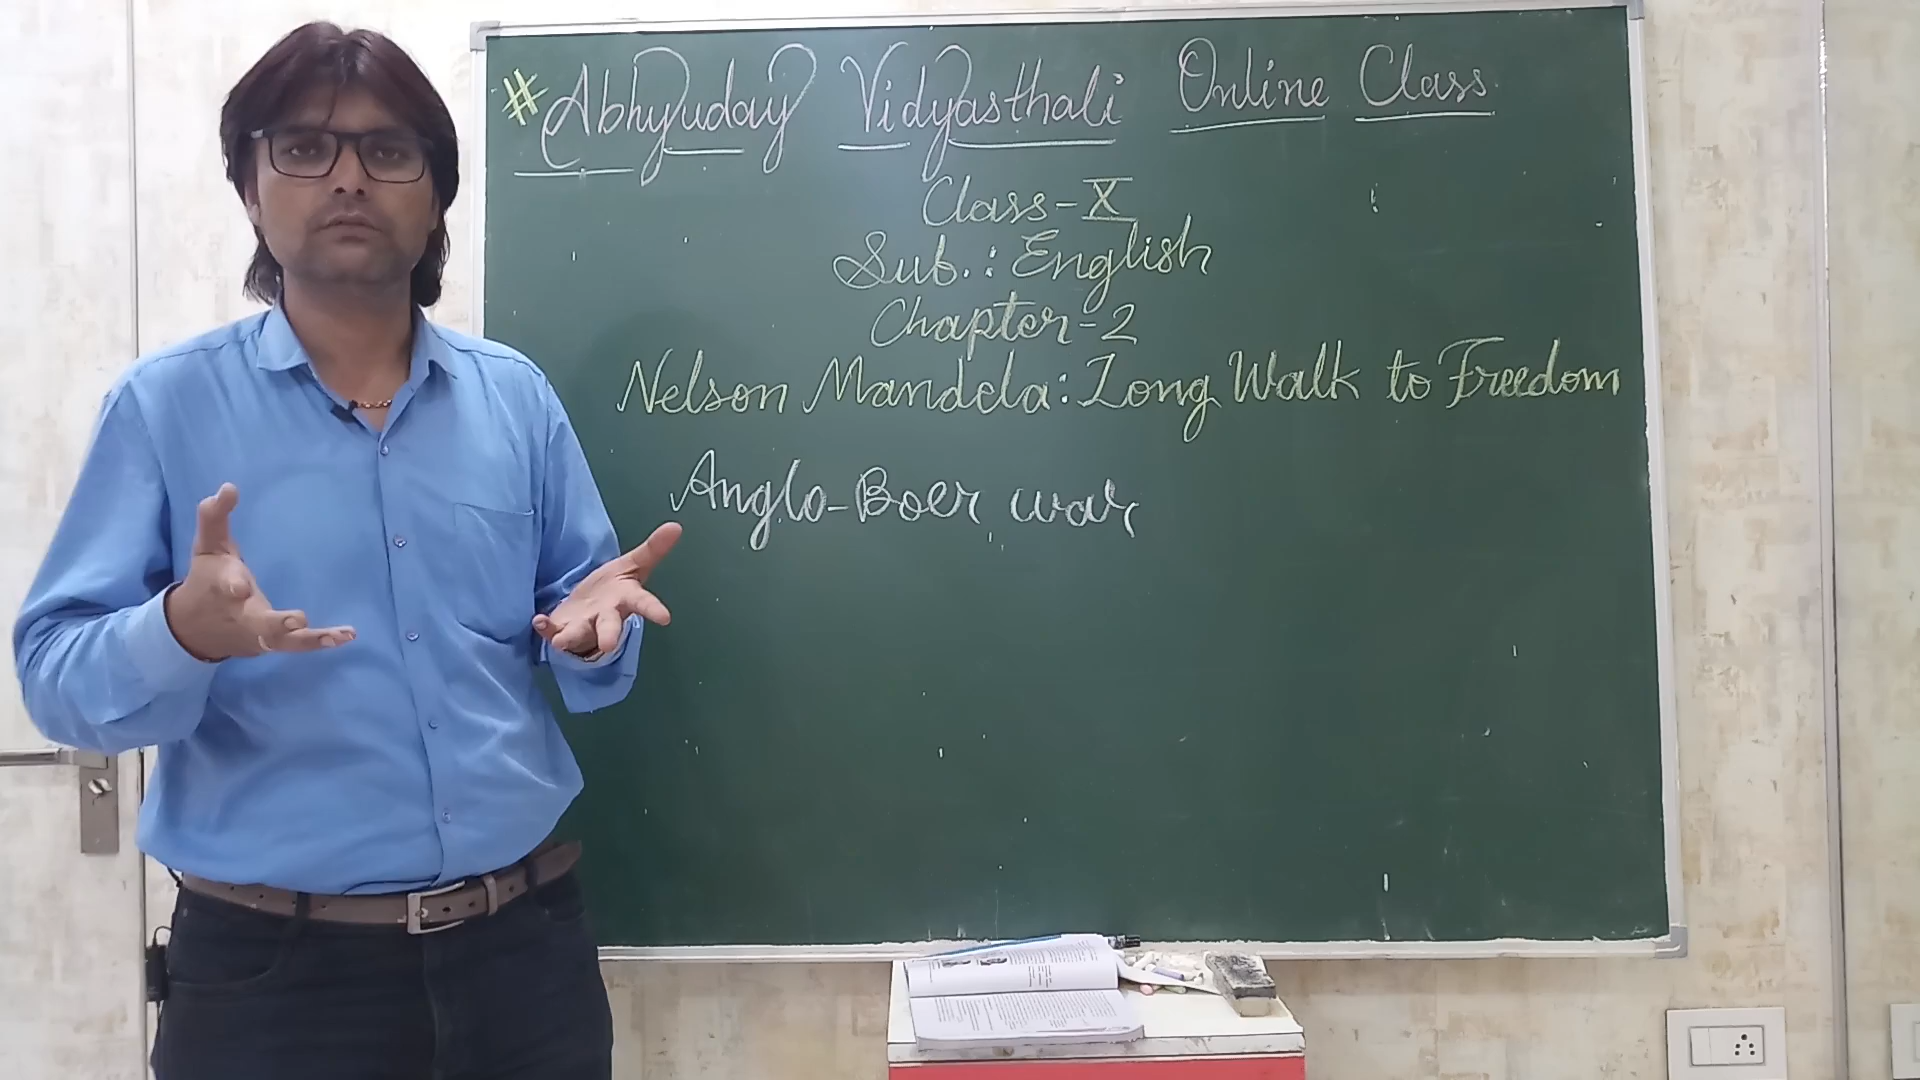 # Abhyuday Vidyasthali Online Class
Class-X
Sub.: English
Chapter-2
Nelson Mandela: Long Walk to Freedom
Anglo-Boer war